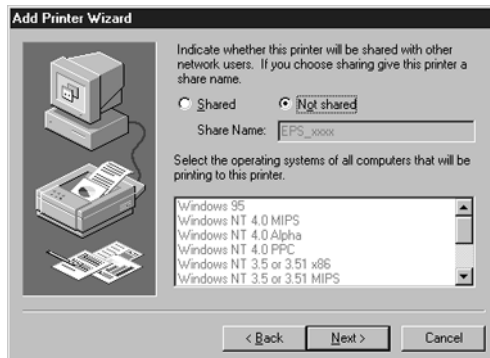 Add Printer Wizard
Indicate whether this printer will be shared with other
network users. If you choose sharing give this printer a
share name.
Shared Not shared
Share Name: EPS_xxxx
Select the operating systems of all computers that will be
printing to this printer.
Windows 95
Windows NT 4.0 MIPS
Windows NT 4.0 Alpha
Windows NT 4.0 PPC
Windows NT 3.5 or 3.51 x86
Windows NT 3.5 or 3.51 MIPS
< Back Next > Cancel